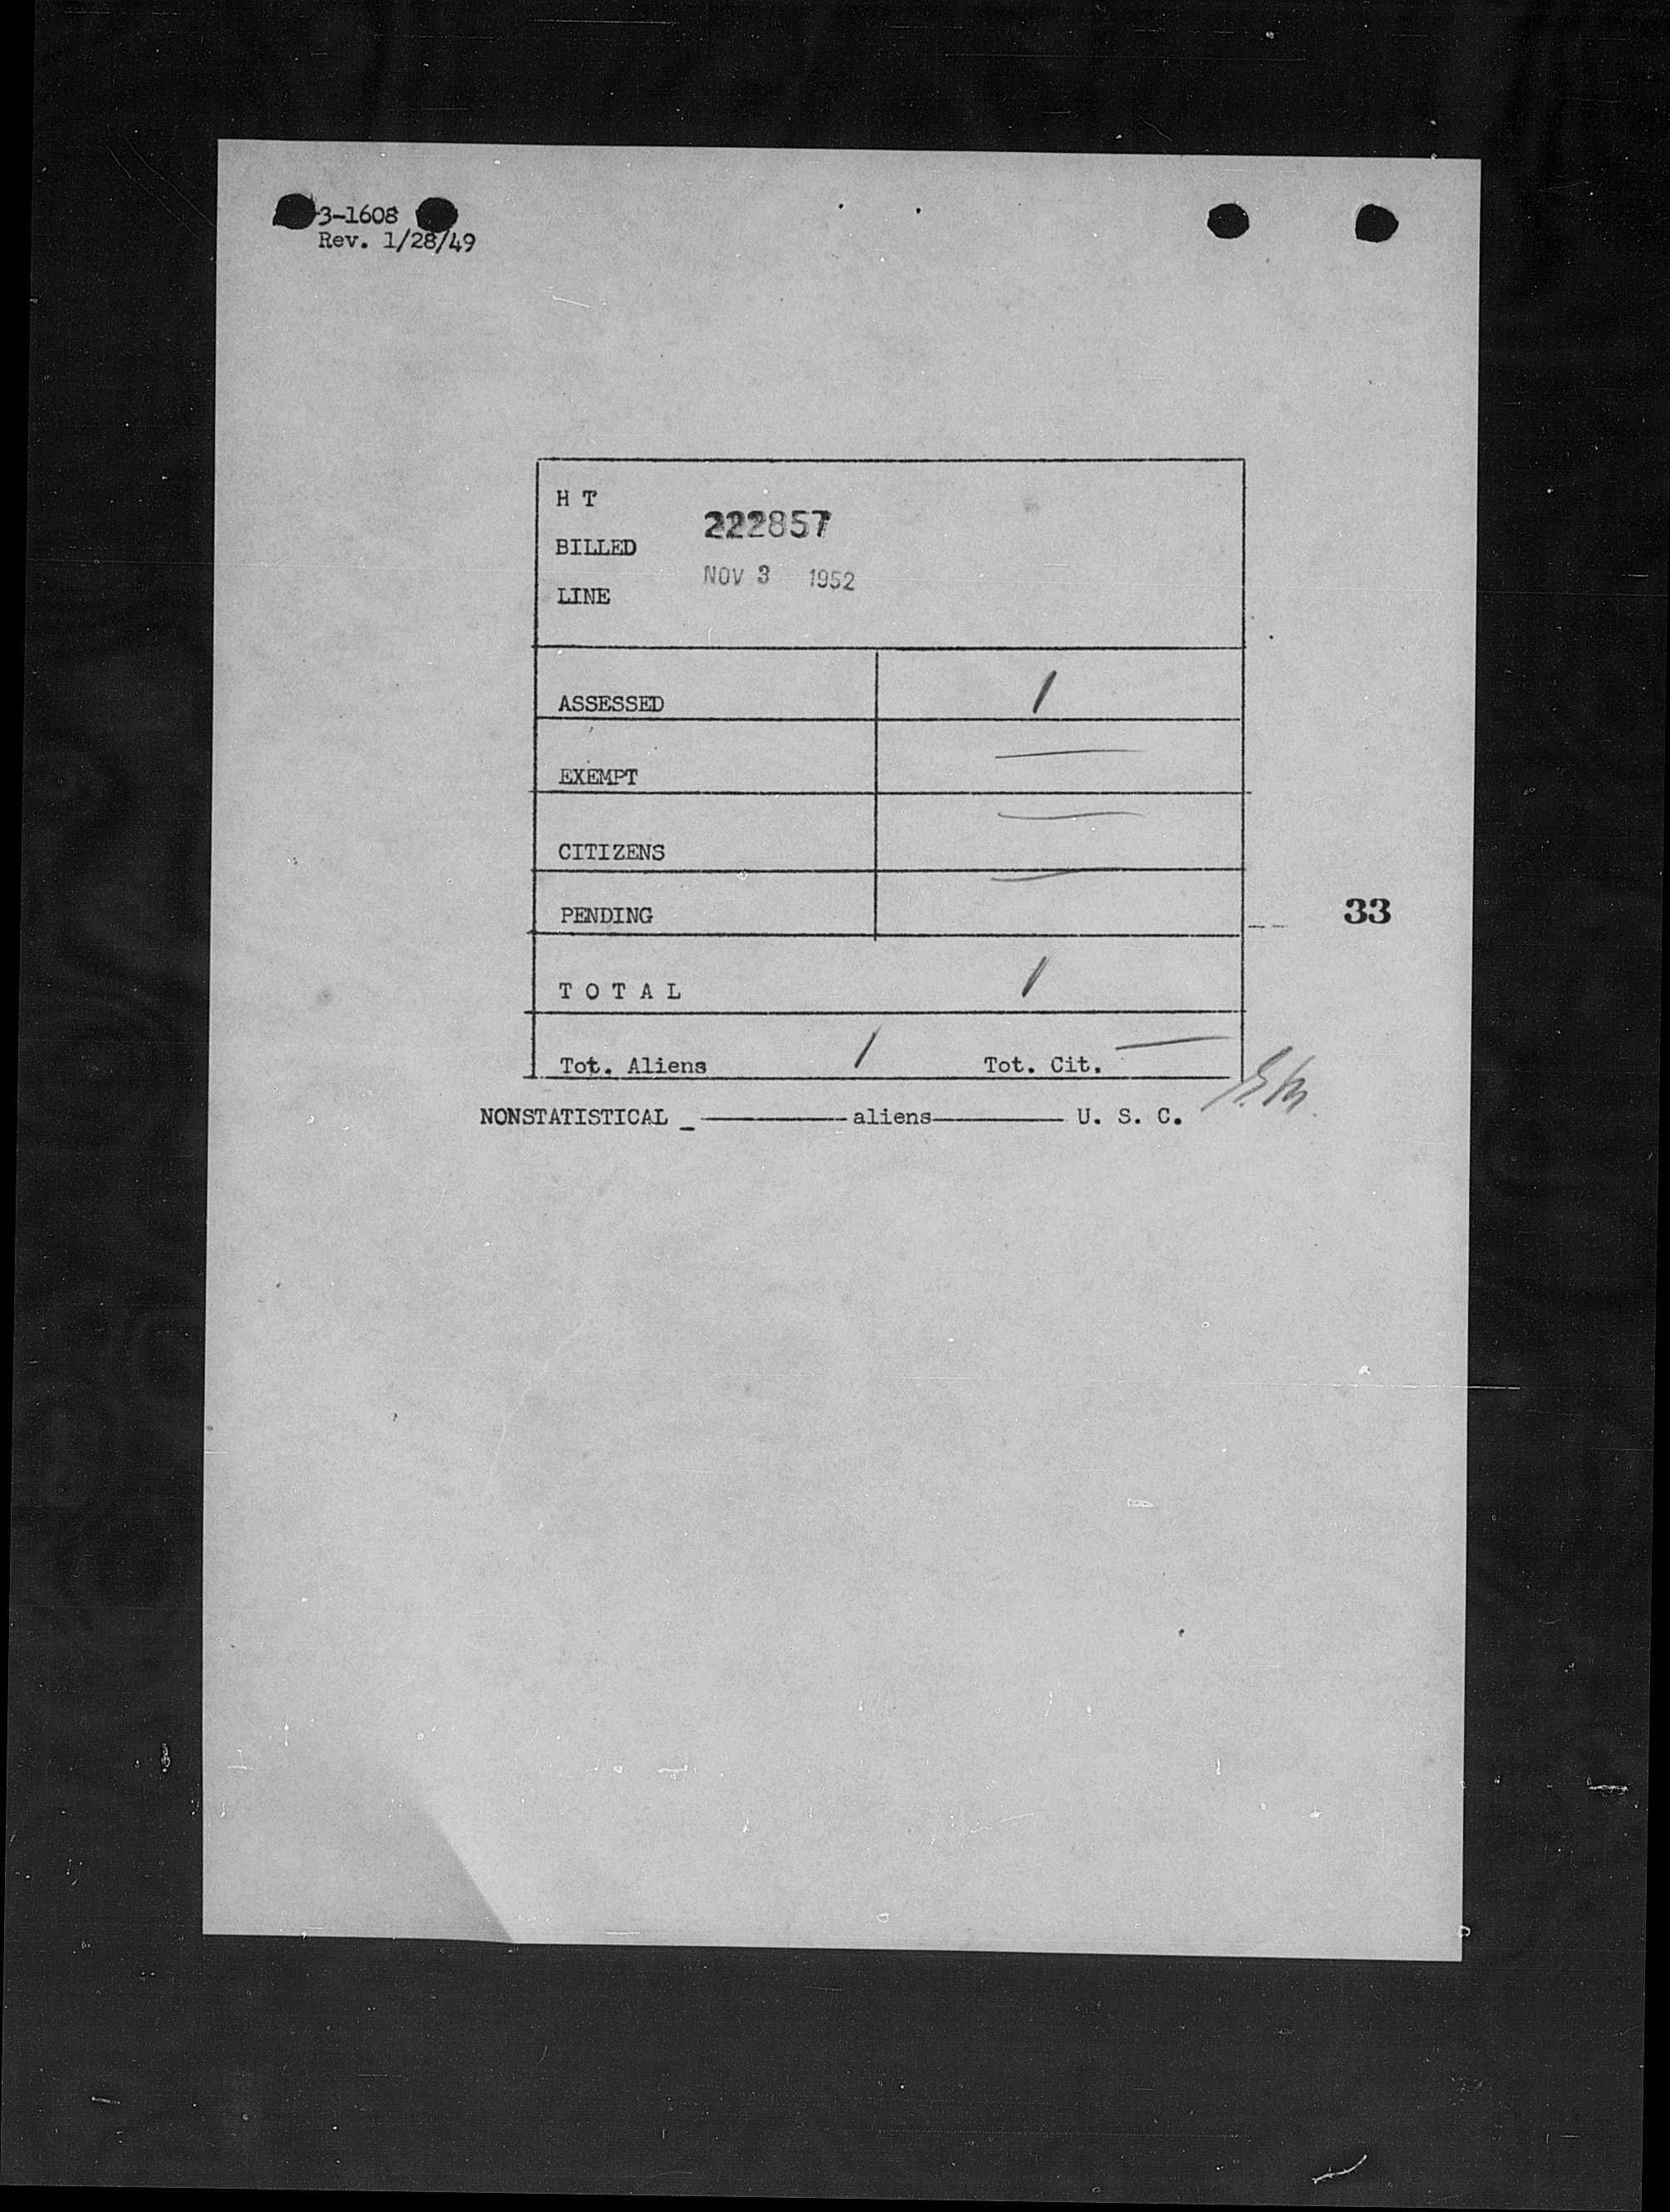 3-1608
Rev. 1/28/49
H T
222857
BILLED
NOV 3 1952
LINE
ASSESSED 1
EXEMPT —
CITIZENS —
PENDING —
33
T O T A L 1
Tot. Aliens 1 Tot. Cit. —
NONSTATISTICAL _ ———— aliens ———— U. S. C.